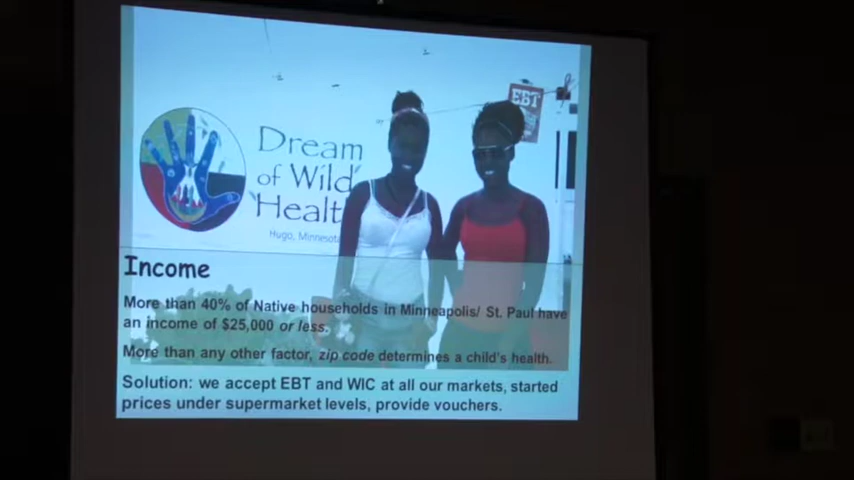 EBT
Dream
of Wild
Healt
Hugo, Minnesota
Income
More than 40% of Native households in Minneapolis/ St. Paul have
an income of $25,000 or less.
More than any other factor, zip code determines a child's health.
Solution: we accept EBT and WIC at all our markets, started
prices under supermarket levels, provide vouchers.